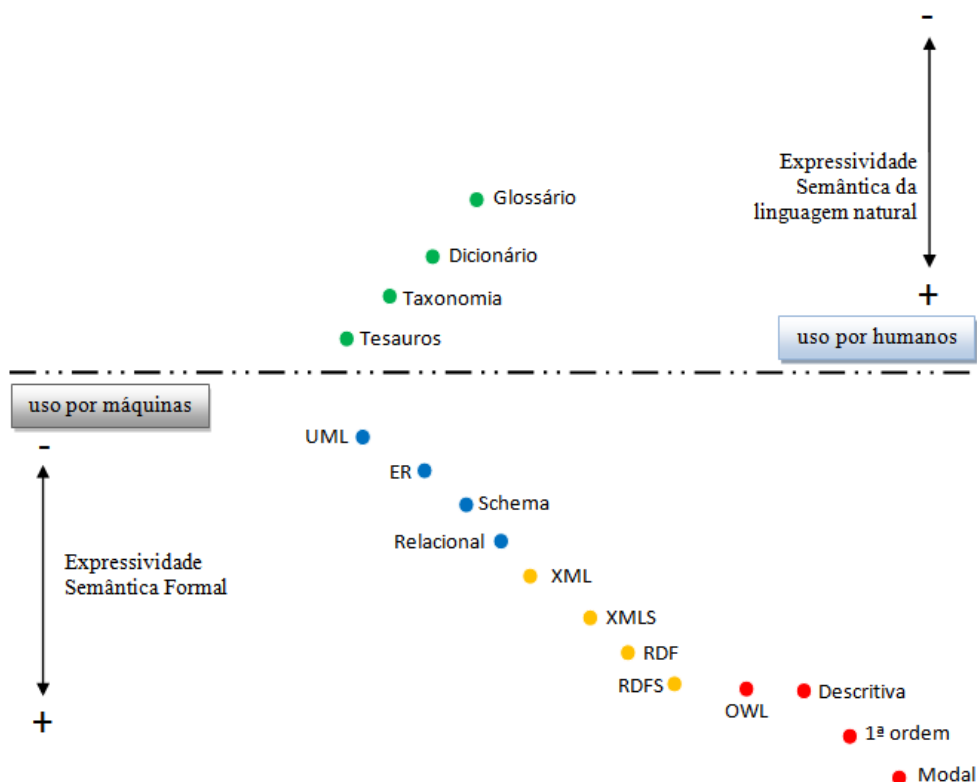 -
Expressividade
Semântica da
linguagem natural
+
Glossário
Dicionário
Taxonomia
Tesauros
uso por humanos
uso por máquinas
-
Expressividade
Semântica Formal
+
UML
ER
Schema
Relacional
XML
XMLS
RDF
RDFS
OWL
Descritiva
1ª ordem
Modal